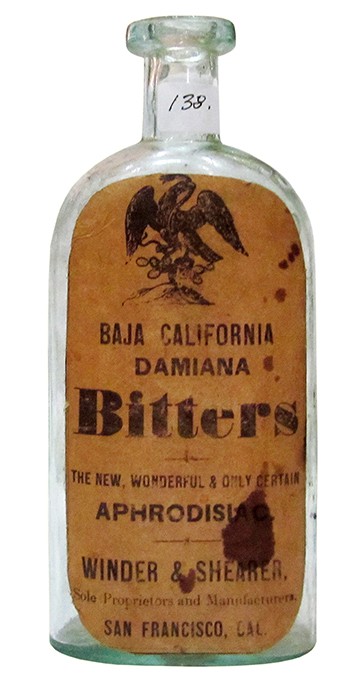 138.
BAJA CALIFORNIA
DAMIANA
Bitters
THE NEW, WONDERFUL & ONLY CERTAIN
APHRODISIAC.
WINDER & SHEARER,
Sole Proprietors and Manufacturers,
SAN FRANCISCO, CAL.